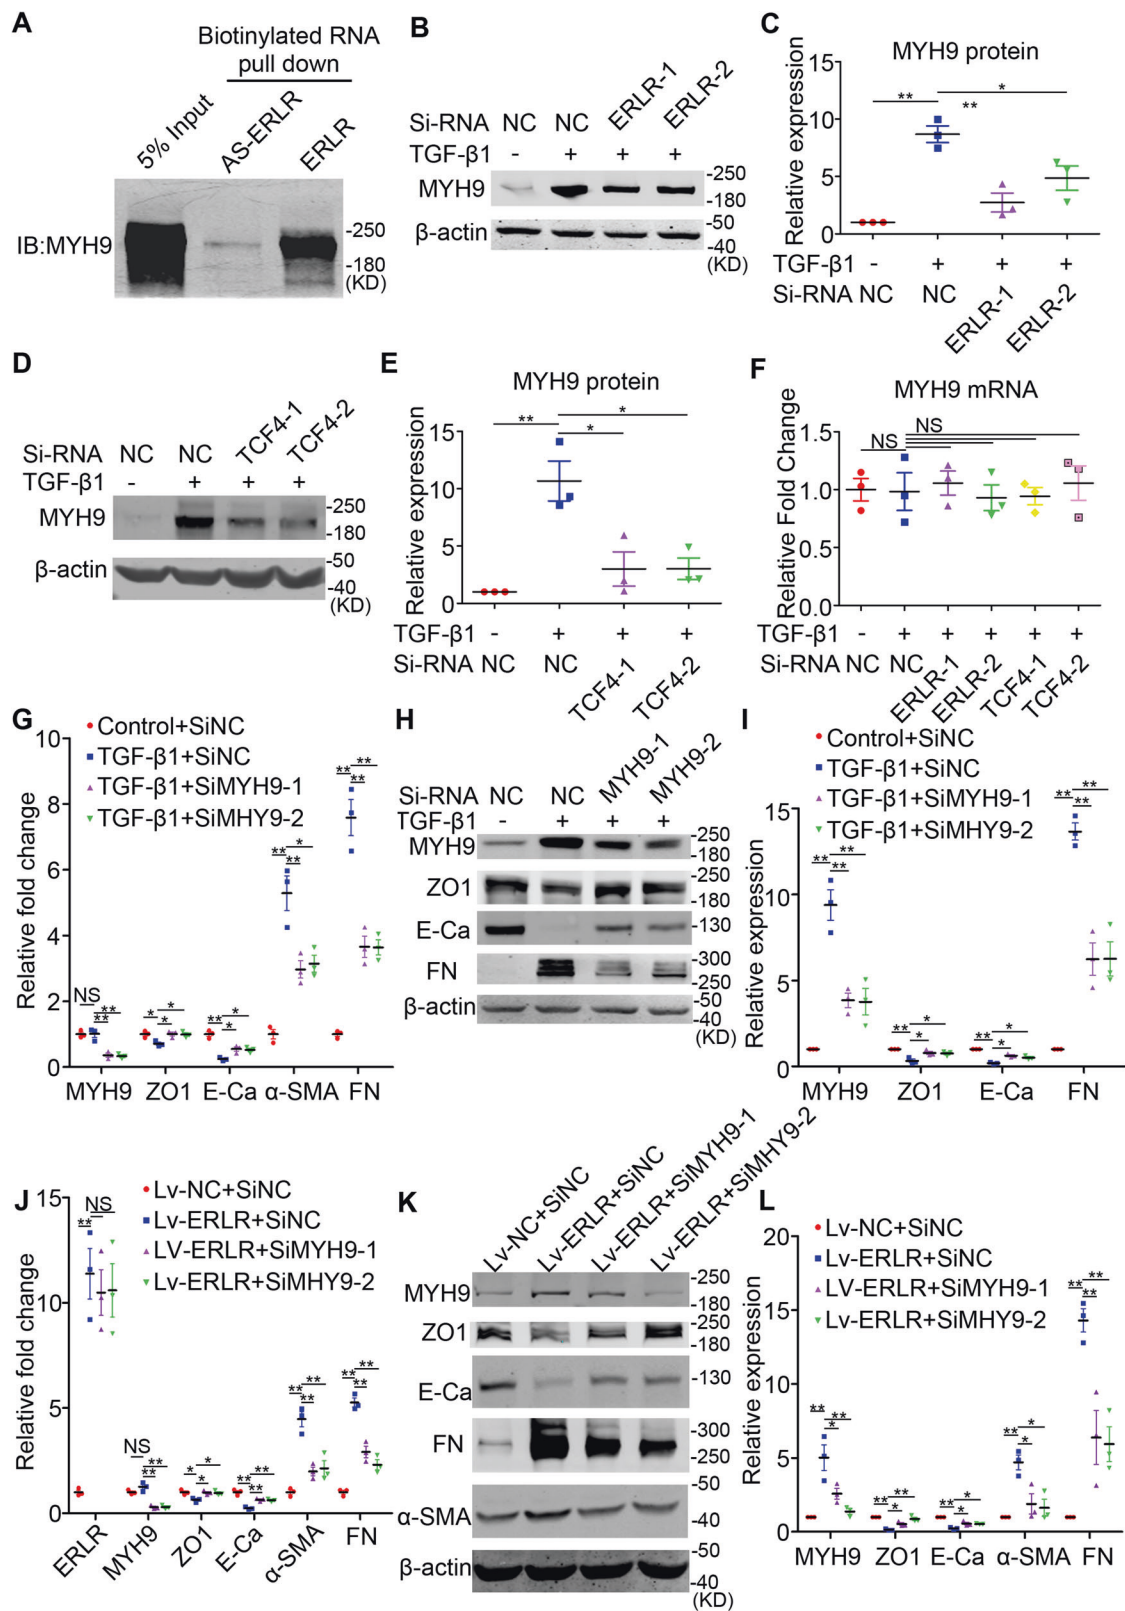 A
Biotinylated RNA
pull down
5% Input
AS-ERLR
ERLR
IB:MYH9
-250
-180
(KD)
B
Si-RNA NC NC ERLR-1 ERLR-2
TGF-β1 - + + +
MYH9
-250
-180
β-actin
-50
-40
(KD)
C
MYH9 protein
Relative expression
15
10
5
0
** *
**
TGF-β1 - + + +
Si-RNA NC NC ERLR-1 ERLR-2
D
Si-RNA NC NC TCF4-1 TCF4-2
TGF-β1 - + + +
MYH9
-250
-180
β-actin
-50
-40
(KD)
E
MYH9 protein
Relative expression
15
10
5
0
** * *
TGF-β1 - + + +
Si-RNA NC NC TCF4-1 TCF4-2
F
MYH9 mRNA
Relative Fold Change
1.5
1.0
0.5
0.0
NS
NS
TGF-β1 - + + + + +
Si-RNA NC NC ERLR-1 ERLR-2 TCF4-1 TCF4-2
G
Control+SiNC
TGF-β1+SiNC
TGF-β1+SiMYH9-1
TGF-β1+SiMHY9-2
Relative fold change
10
8
6
4
2
0
NS ** **
* * *
** * *
** ** *
** ** **
MYH9 ZO1 E-Ca α-SMA FN
H
Si-RNA NC NC MYH9-1 MYH9-2
TGF-β1 - + + +
MYH9
-250
-180
ZO1
-250
-180
E-Ca
-130
FN
-300
-250
β-actin
-50
-40
(KD)
I
Control+SiNC
TGF-β1+SiNC
TGF-β1+SiMYH9-1
TGF-β1+SiMHY9-2
Relative expression
15
10
5
0
** ** **
** * *
** * *
** ** **
MYH9 ZO1 E-Ca FN
J
Lv-NC+SiNC
Lv-ERLR+SiNC
LV-ERLR+SiMYH9-1
Lv-ERLR+SiMHY9-2
Relative fold change
15
10
5
0
** NS
NS ** **
* * *
** ** **
** ** **
** ** **
ERLR MYH9 ZO1 E-Ca α-SMA FN
K
Lv-NC+SiNC
Lv-ERLR+SiNC
Lv-ERLR+SiMYH9-1
Lv-ERLR+SiMHY9-2
MYH9
-250
-180
ZO1
-250
-180
E-Ca
-130
FN
-300
-250
α-SMA
-50
-40
β-actin
-50
-40
(KD)
L
Lv-NC+SiNC
Lv-ERLR+SiNC
LV-ERLR+SiMYH9-1
Lv-ERLR+SiMHY9-2
Relative expression
20
15
10
5
0
** * **
** * **
** * *
** * *
** ** **
MYH9 ZO1 E-Ca α-SMA FN